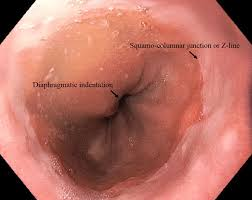 Squamo-columnar junction or Z-line
Diaphragmatic indentation